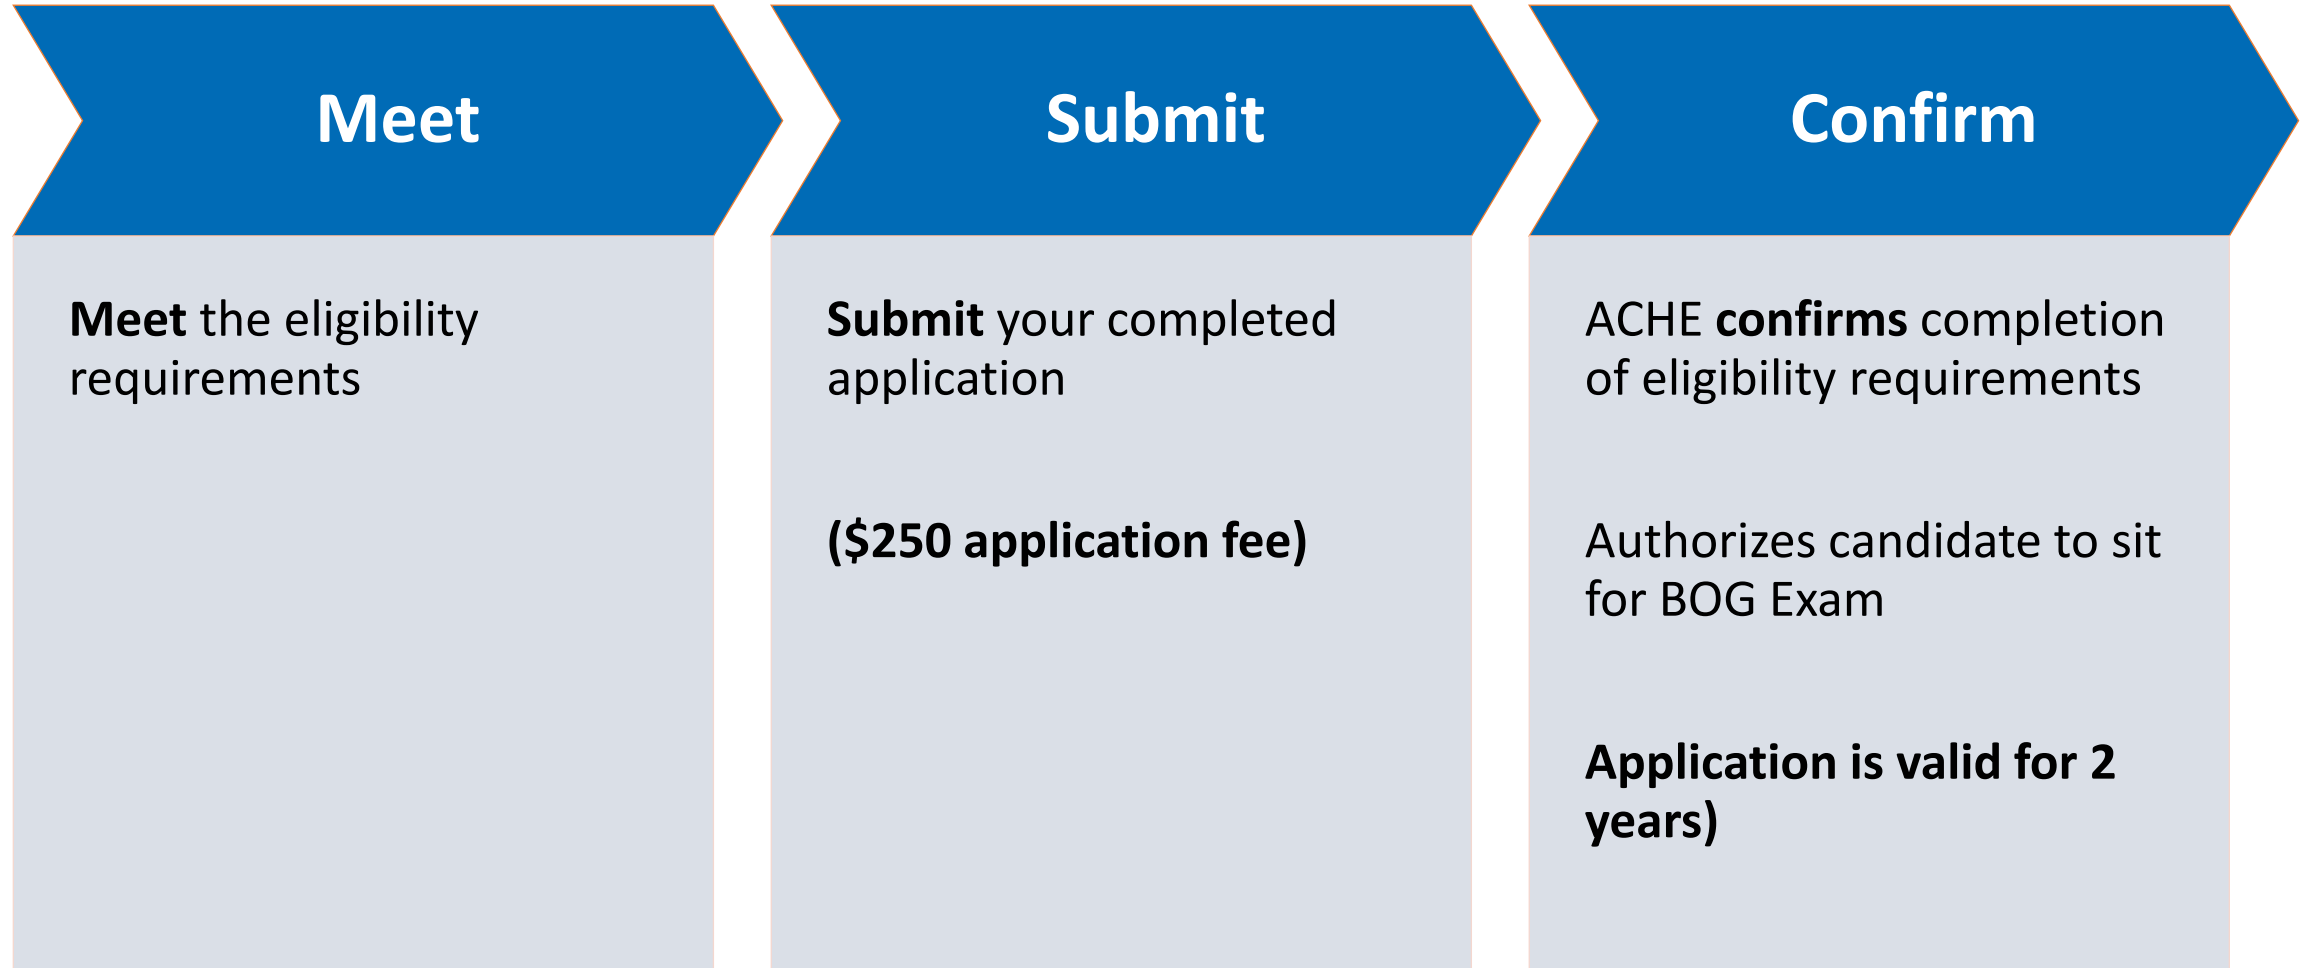 Meet
Submit
Confirm
Meet the eligibility
requirements
Submit your completed
application
($250 application fee)
ACHE confirms completion
of eligibility requirements
Authorizes candidate to sit
for BOG Exam
Application is valid for 2
years)